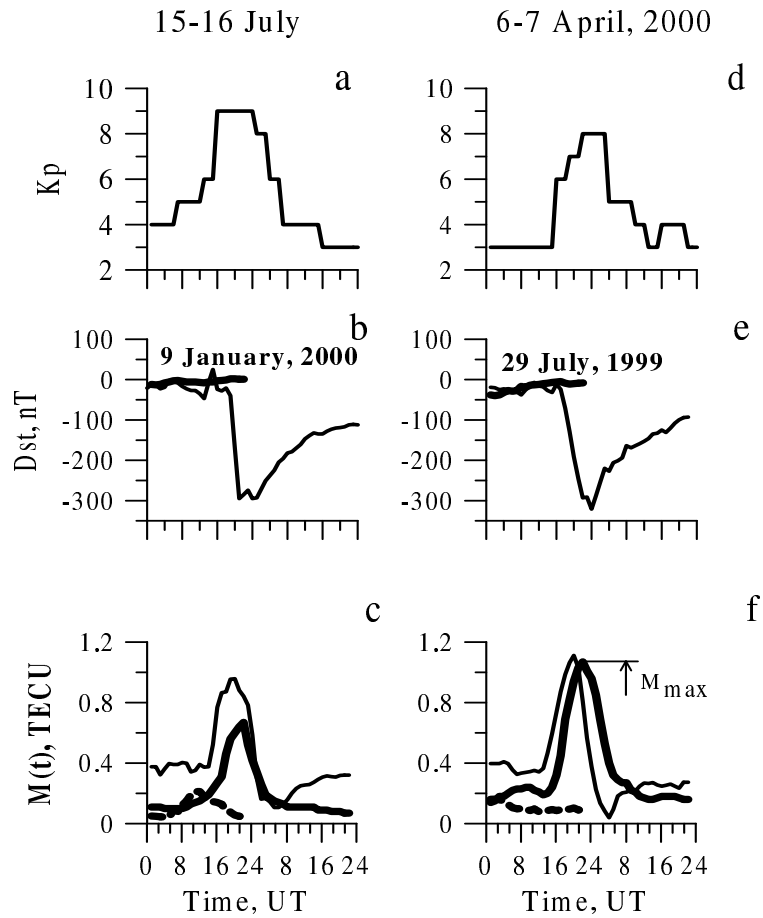 15-16 July
6-7 April, 2000
a
d
10
8
6
4
2
Kp
10
8
6
4
2
b
e
100
0
-100
-200
-300
Dst, nT
9 January, 2000
100
0
-100
-200
-300
29 July, 1999
c
f
1.2
0.8
0.4
0
M(t), TECU
1.2
0.8
0.4
0
M max
0 8 16 24 8 16 24
0 8 16 24 8 16 24
Time, UT
Time, UT